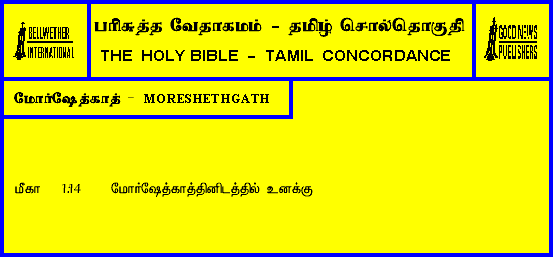 BELLWETHER
INTERNATIONAL
பரிசுத்த வேதாகமம் - தமிழ் சொல்தொகுதி
THE HOLY BIBLE - TAMIL CONCORDANCE
GOOD NEWS
PUBLISHERS
மோர்ஷேத்காத் - MORESHETHGATH
மீகா 1:14 மோர்ஷேத்காத்தினிடத்தில் உனக்கு